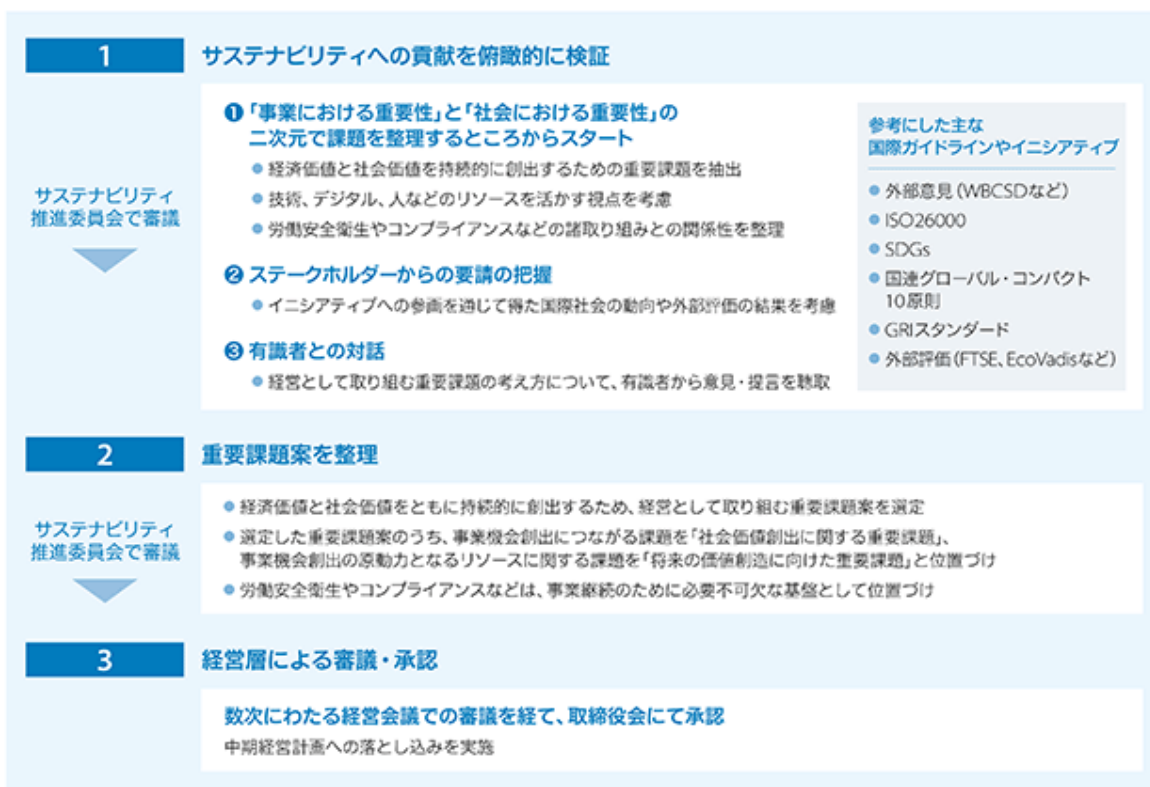 1
サステナビリティへの貢献を俯瞰的に検証
サステナビリティ
推進委員会で審議
❶「事業における重要性」と「社会における重要性」の
二次元で課題を整理するところからスタート
● 経済価値と社会価値を持続的に創出するための重要課題を抽出
● 技術、デジタル、人などのリソースを活かす視点を考慮
● 労働安全衛生やコンプライアンスなどの諸取り組みとの関係性を整理
❷ ステークホルダーからの要請の把握
● イニシアティブへの参画を通じて得た国際社会の動向や外部評価の結果を考慮
❸ 有識者との対話
● 経営として取り組む重要課題の考え方について、有識者から意見・提言を聴取
参考にした主な
国際ガイドラインやイニシアティブ
● 外部意見（WBCSDなど）
● ISO26000
● SDGs
● 国連グローバル・コンパクト
10原則
● GRIスタンダード
● 外部評価（FTSE、EcoVadisなど）
2
重要課題案を整理
サステナビリティ
推進委員会で審議
● 経済価値と社会価値をともに持続的に創出するため、経営として取り組む重要課題案を選定
● 選定した重要課題案のうち、事業機会創出につながる課題を「社会価値創出に関する重要課題」、
事業機会創出の原動力となるリソースに関する課題を「将来の価値創造に向けた重要課題」と位置づけ
● 労働安全衛生やコンプライアンスなどは、事業継続のために必要不可欠な基盤として位置づけ
3
経営層による審議・承認
数次にわたる経営会議での審議を経て、取締役会にて承認
中期経営計画への落とし込みを実施